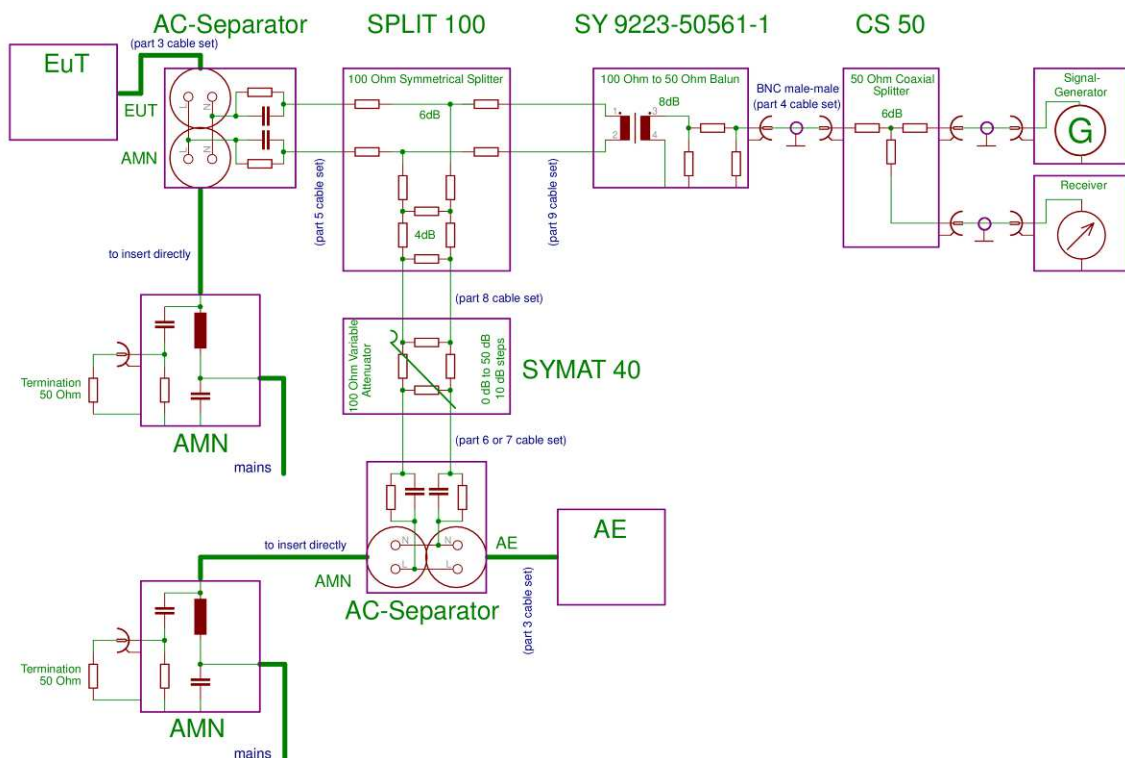 AC-Separator
SPLIT 100
SY 9223-50561-1
CS 50
(part 3 cable set)
EuT
EUT
AMN
L
N
L
N
100 Ohm Symmetrical Splitter
6dB
4dB
(part 5 cable set)
(part 9 cable set)
100 Ohm to 50 Ohm Balun
8dB
1
2
3
4
BNC male-male
(part 4 cable set)
50 Ohm Coaxial
Splitter
6dB
Signal-
Generator
G
Receiver
to insert directly
(part 8 cable set)
100 Ohm Variable
Attenuator
0 dB to 50 dB
10 dB steps
SYMAT 40
Termination
50 Ohm
AMN
mains
(part 6 or 7 cable set)
to insert directly
AMN
N
L
N
L
AE
AE
(part 3 cable set)
AC-Separator
Termination
50 Ohm
AMN
mains